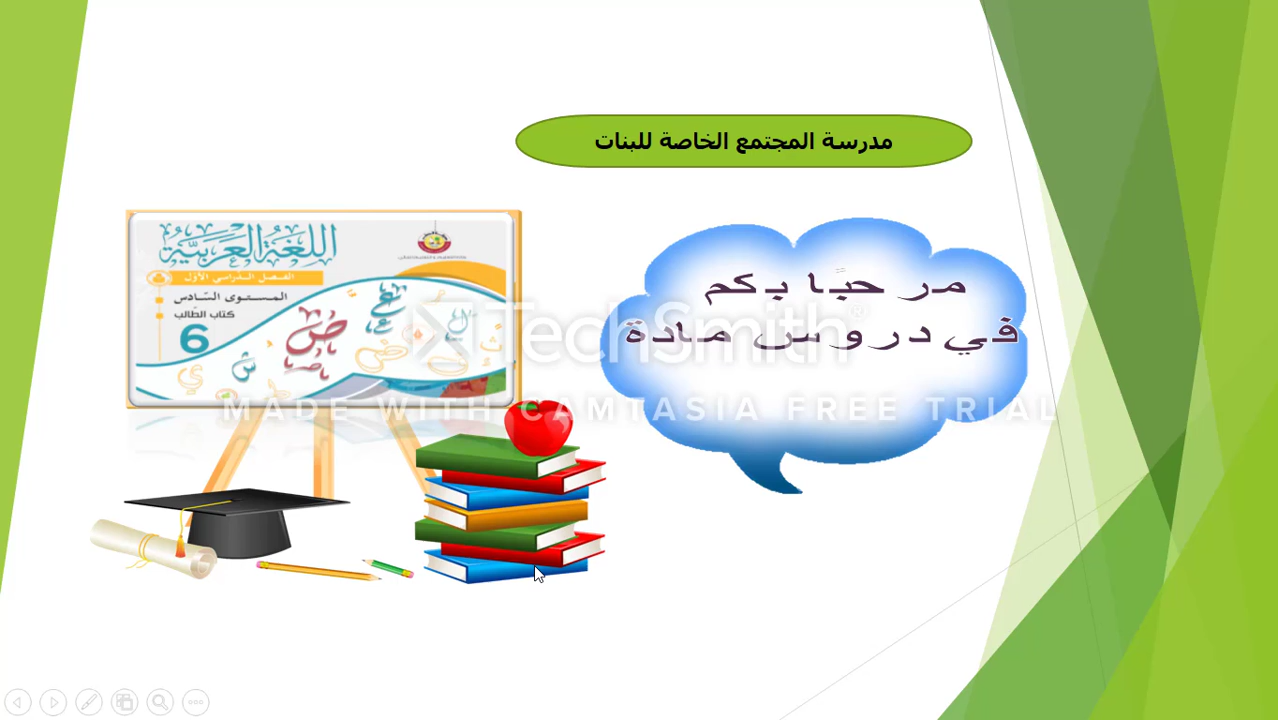 مدرسة المجتمع الخاصة للبنات
مرحبًا بكم
في دروس مادة
اللغة العربية
الفصل الدراسي الأول
المستوى السادس
كتاب الطالب
6
TechSmith
MADE WITH CAMTASIA FREE TRIAL